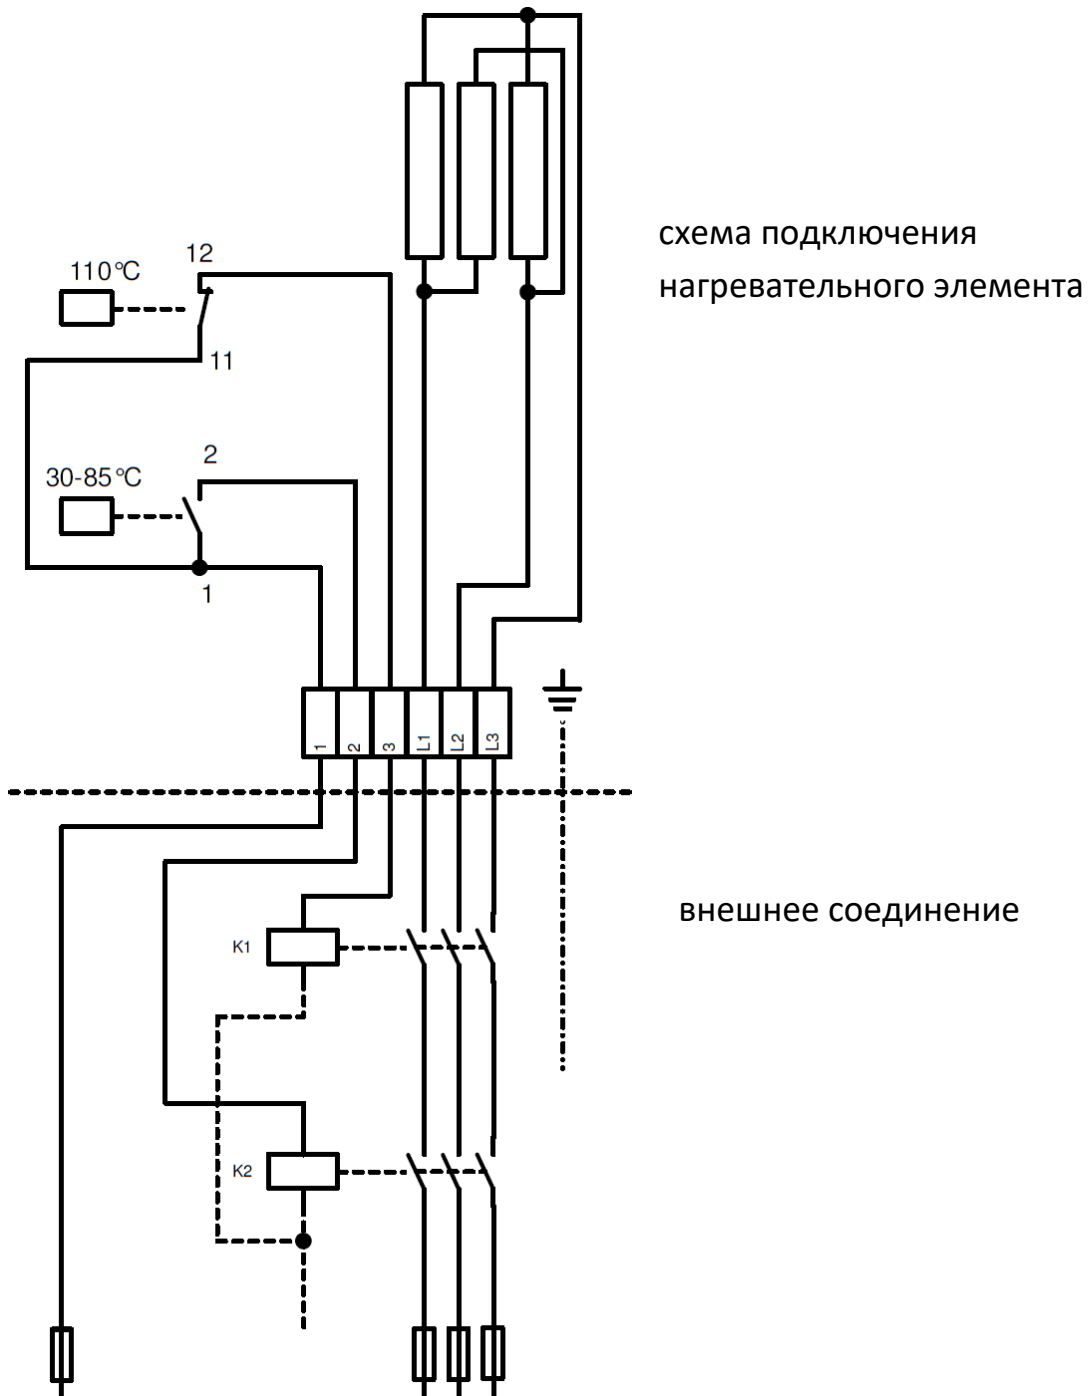 схема подключения
нагревательного элемента
12
110°C
11
2
30-85°C
1
1
2
3
L1
L2
L3
внешнее соединение
K1
K2